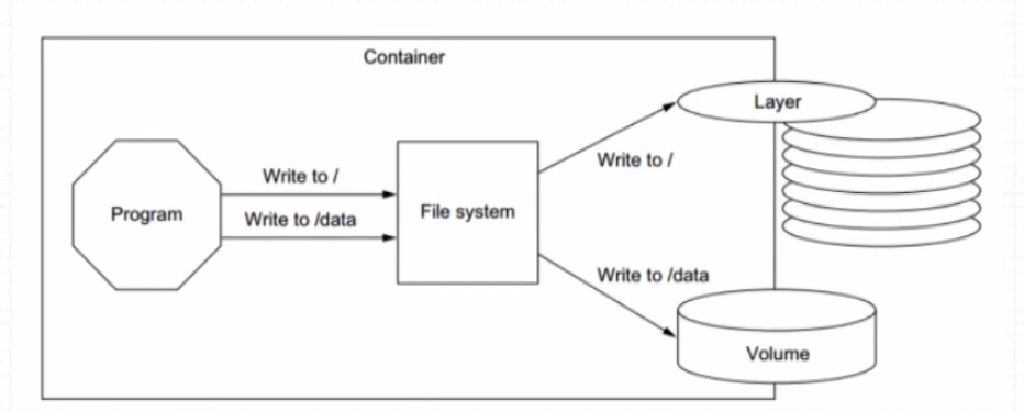 Container
Layer
Write to /
Write to /
Program
File system
Write to /data
Write to /data
Volume